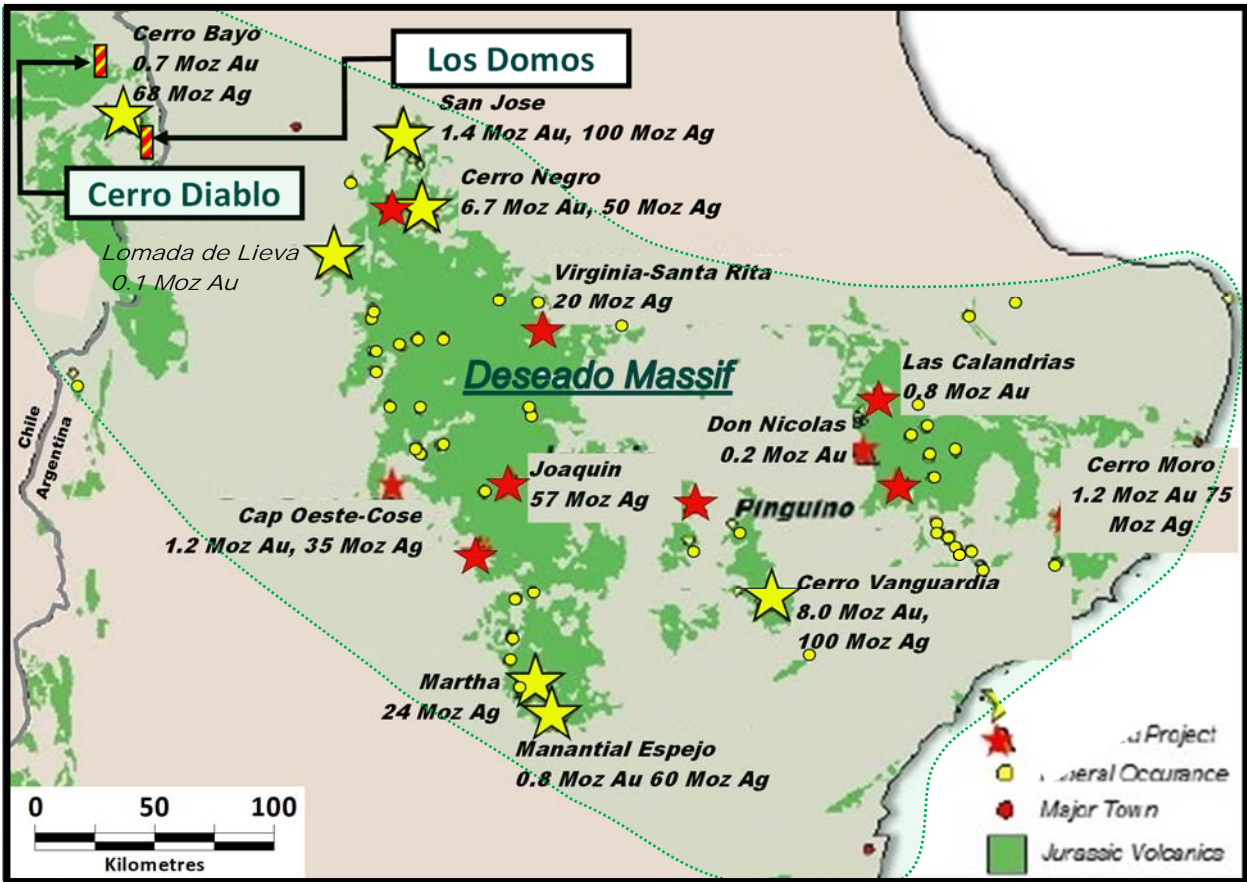 Cerro Bayo
0.7 Moz Au
68 Moz Ag
Los Domos
San Jose
1.4 Moz Au, 100 Moz Ag
Cerro Diablo
Cerro Negro
6.7 Moz Au, 50 Moz Ag
Lomada de Lieva
0.1 Moz Au
Virginia-Santa Rita
20 Moz Ag
Deseado Massif
Las Calandrias
0.8 Moz Au
Don Nicolas
0.2 Moz Au
Chile
Argentina
Joaquin
57 Moz Ag
Cerro Moro
1.2 Moz Au 75
Moz Ag
Pinguino
Cap Oeste-Cose
1.2 Moz Au, 35 Moz Ag
Cerro Vanguardia
8.0 Moz Au,
100 Moz Ag
Martha
24 Moz Ag
Manantial Espejo
0.8 Moz Au 60 Moz Ag
0 50 100
Kilometres
Project
Occurance
Major Town
Jurassic Volcanics